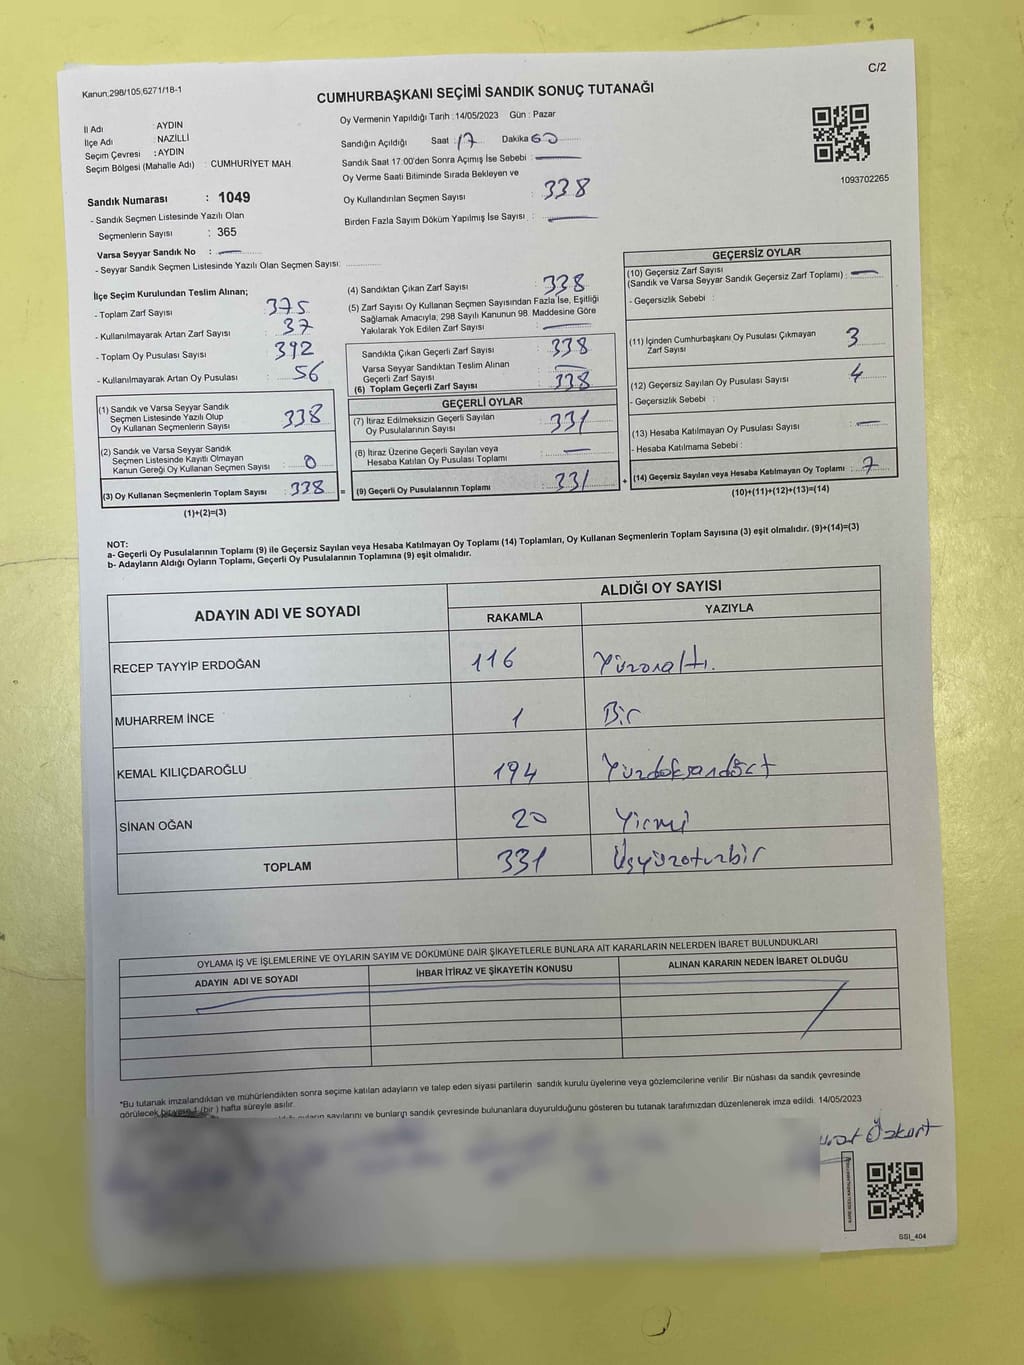 Kanun,298/105,6271/18-1
C/2
CUMHURBAŞKANI SEÇİMİ SANDIK SONUÇ TUTANAĞI
İl Adı : AYDIN
İlçe Adı : NAZİLLİ
Seçim Çevresi : AYDIN
Seçim Bölgesi (Mahalle Adı) : CUMHURİYET MAH.
Oy Vermenin Yapıldığı Tarih : 14/05/2023 Gün : Pazar
Sandığın Açıldığı Saat : 17 Dakika 60
Sandık Saat 17:00'den Sonra Açımış İse Sebebi :
Oy Verme Saati Bitiminde Sırada Bekleyen ve
Oy Kullandırılan Seçmen Sayısı : 338
Birden Fazla Sayım Döküm Yapılmış İse Sayısı :
1093702265
Sandık Numarası : 1049
- Sandık Seçmen Listesinde Yazılı Olan
Seçmenlerin Sayısı : 365
Varsa Seyyar Sandık No : —
- Seyyar Sandık Seçmen Listesinde Yazılı Olan Seçmen Sayısı:
İlçe Seçim Kurulundan Teslim Alınan;
- Toplam Zarf Sayısı : 375
- Kullanılmayarak Artan Zarf Sayısı : 37
- Toplam Oy Pusulası Sayısı : 392
- Kullanılmayarak Artan Oy Pusulası : 56
(1) Sandık ve Varsa Seyyar Sandık
Seçmen Listesinde Yazılı Olup
Oy Kullanan Seçmenlerin Sayısı : 338
(2) Sandık ve Varsa Seyyar Sandık
Seçmen Listesinde Kayıtlı Olmayan
Kanun Gereği Oy Kullanan Seçmen Sayısı : 0
(3) Oy Kullanan Seçmenlerin Toplam Sayısı : 338
(1)+(2)=(3)
(4) Sandıktan Çıkan Zarf Sayısı : 338
(5) Zarf Sayısı Oy Kullanan Seçmen Sayısından Fazla İse, Eşitliği
Sağlamak Amacıyla, 298 Sayılı Kanunun 98. Maddesine Göre
Yakılarak Yok Edilen Zarf Sayısı : —
Sandıkta Çıkan Geçerli Zarf Sayısı : 338
Varsa Seyyar Sandıktan Teslim Alınan
Geçerli Zarf Sayısı : —
(6) Toplam Geçerli Zarf Sayısı : 338
GEÇERLİ OYLAR
(7) İtiraz Edilmeksizin Geçerli Sayılan
Oy Pusulalarının Sayısı : 331
(8) İtiraz Üzerine Geçerli Sayılan veya
Hesaba Katılan Oy Pusulası Toplamı : —
= (9) Geçerli Oy Pusulalarının Toplamı : 331
GEÇERSİZ OYLAR
(10) Geçersiz Zarf Sayısı
(Sandık ve Varsa Seyyar Sandık Geçersiz Zarf Toplamı) : —
- Geçersizlik Sebebi :
(11) İçinden Cumhurbaşkanı Oy Pusulası Çıkmayan
Zarf Sayısı : 3
(12) Geçersiz Sayılan Oy Pusulası Sayısı : 4
- Geçersizlik Sebebi :
(13) Hesaba Katılmayan Oy Pusulası Sayısı : —
- Hesaba Katılmama Sebebi :
+ (14) Geçersiz Sayılan veya Hesaba Katılmayan Oy Toplamı : 7
(10)+(11)+(12)+(13)=(14)
NOT:
a- Geçerli Oy Pusulalarının Toplamı (9) ile Geçersiz Sayılan veya Hesaba Katılmayan Oy Toplamı (14) Toplamları, Oy Kullanan Seçmenlerin Toplam Sayısına (3) eşit olmalıdır. (9)+(14)=(3)
b- Adayların Aldığı Oyların Toplamı, Geçerli Oy Pusulalarının Toplamına (9) eşit olmalıdır.
ADAYIN ADI VE SOYADI ALDIĞI OY SAYISI
RAKAMLA YAZIYLA
RECEP TAYYİP ERDOĞAN 116 Yüzonaltı.
MUHARREM İNCE 1 Bir
KEMAL KILIÇDAROĞLU 194 Yüzdoksandört
SİNAN OĞAN 20 Yirmi
TOPLAM 331 Üçyüzotuzbir
OYLAMA İŞ VE İŞLEMLERİNE VE OYLARIN SAYIM VE DÖKÜMÜNE DAİR ŞİKAYETLERLE BUNLARA AİT KARARLARIN NELERDEN İBARET BULUNDUKLARI
ADAYIN ADI VE SOYADI İHBAR İTİRAZ VE ŞİKAYETİN KONUSU ALINAN KARARIN NEDEN İBARET OLDUĞU
*Bu tutanak imzalandıktan ve mühürlendikten sonra seçime katılan adayların ve talep eden siyasi partilerin sandık kurulu üyelerine veya gözlemcilerine verilir. Bir nüshası da sandık çevresinde
görülecek bir yere 1 (bir) hafta süreyle asılır.
oyların sayılarını ve bunların sandık çevresinde bulunanlara duyurulduğunu gösteren bu tutanak tarafımızdan düzenlenerek imza edildi. 14/05/2023
Özkurt
SSI_404